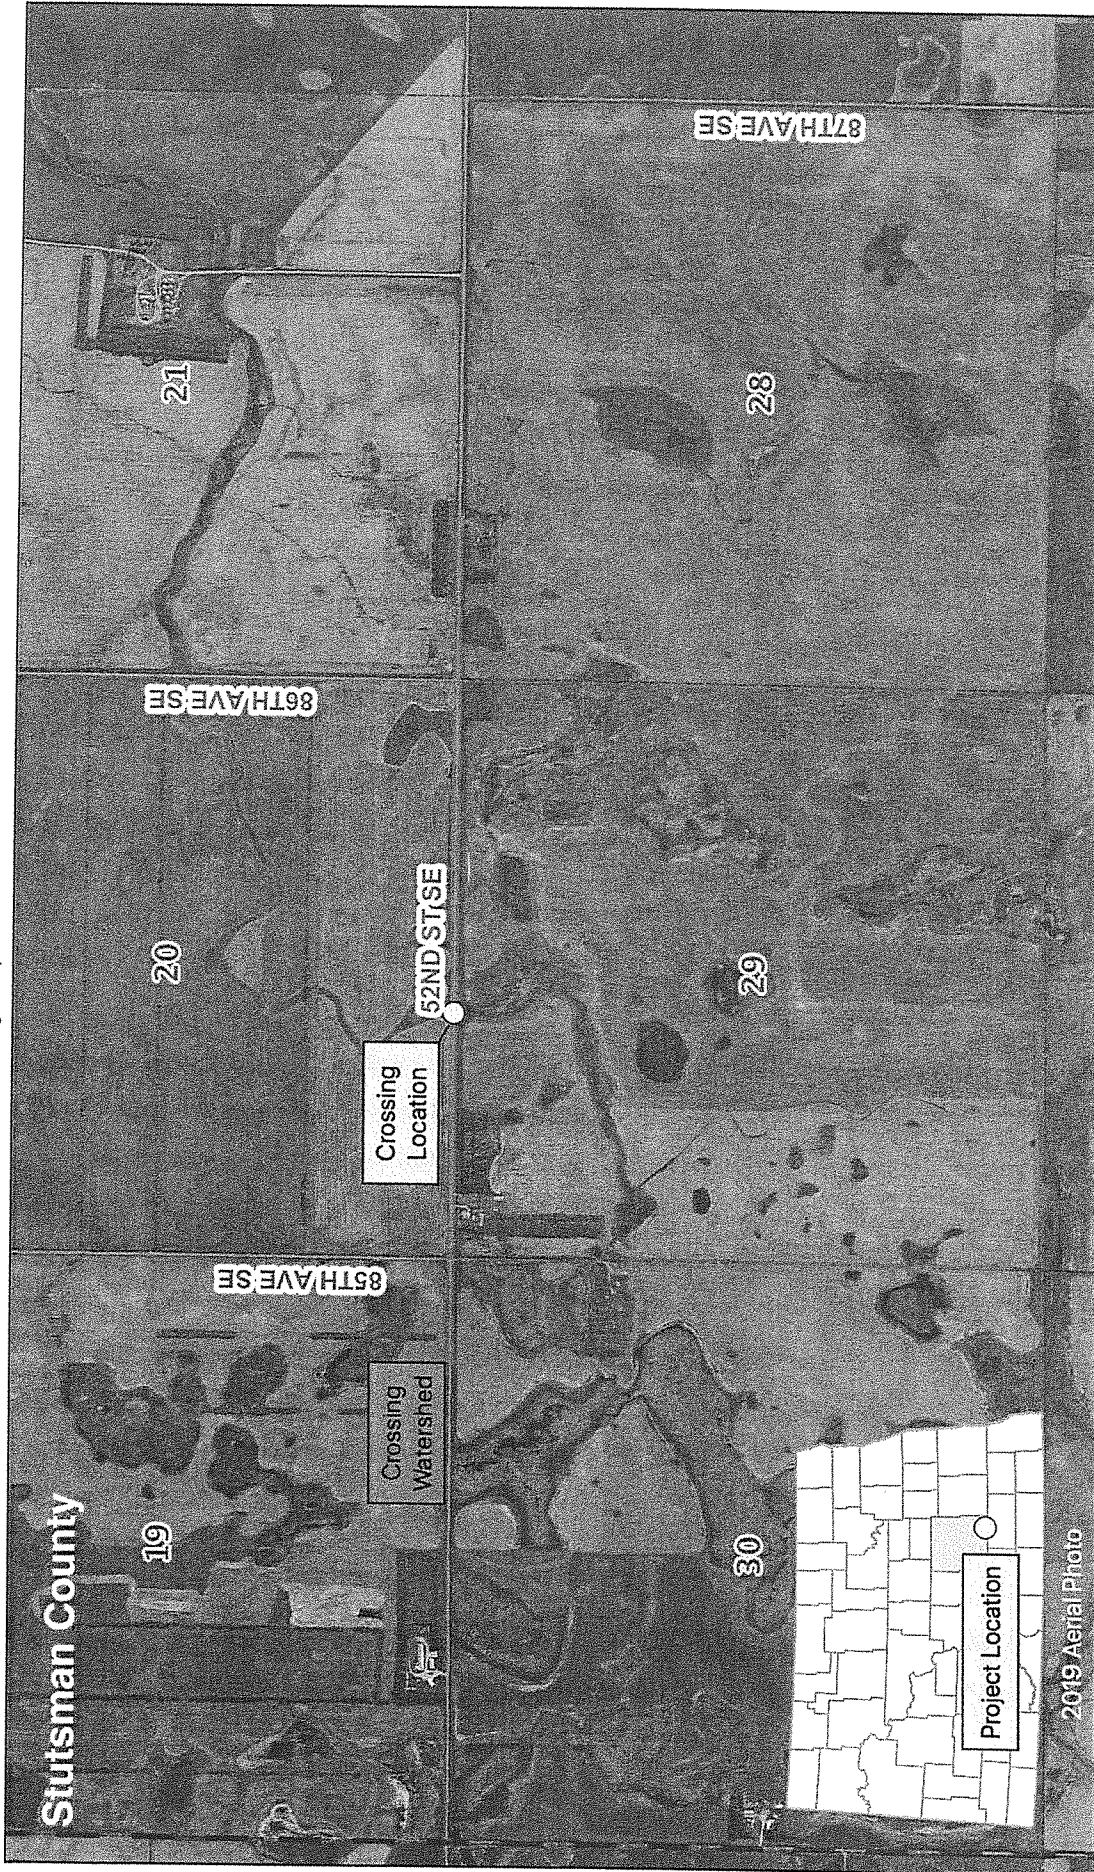 Stutsman County
19
20
21
86TH AVE SE
85TH AVE SE
Crossing
Watershed
Crossing
Location
52ND ST SE
87TH AVE SE
30
29
28
Project Location
2019 Aerial Photo